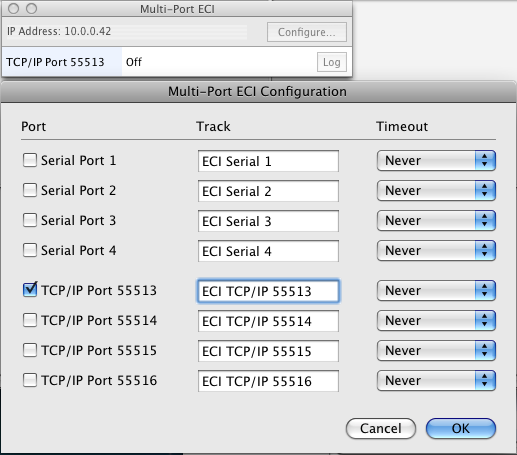 Multi-Port ECI
IP Address: 10.0.0.42 Configure...
TCP/IP Port 55513 Off Log
Multi-Port ECI Configuration
Port Track Timeout
Serial Port 1 ECI Serial 1 Never
Serial Port 2 ECI Serial 2 Never
Serial Port 3 ECI Serial 3 Never
Serial Port 4 ECI Serial 4 Never
TCP/IP Port 55513 ECI TCP/IP 55513 Never
TCP/IP Port 55514 ECI TCP/IP 55514 Never
TCP/IP Port 55515 ECI TCP/IP 55515 Never
TCP/IP Port 55516 ECI TCP/IP 55516 Never
Cancel OK